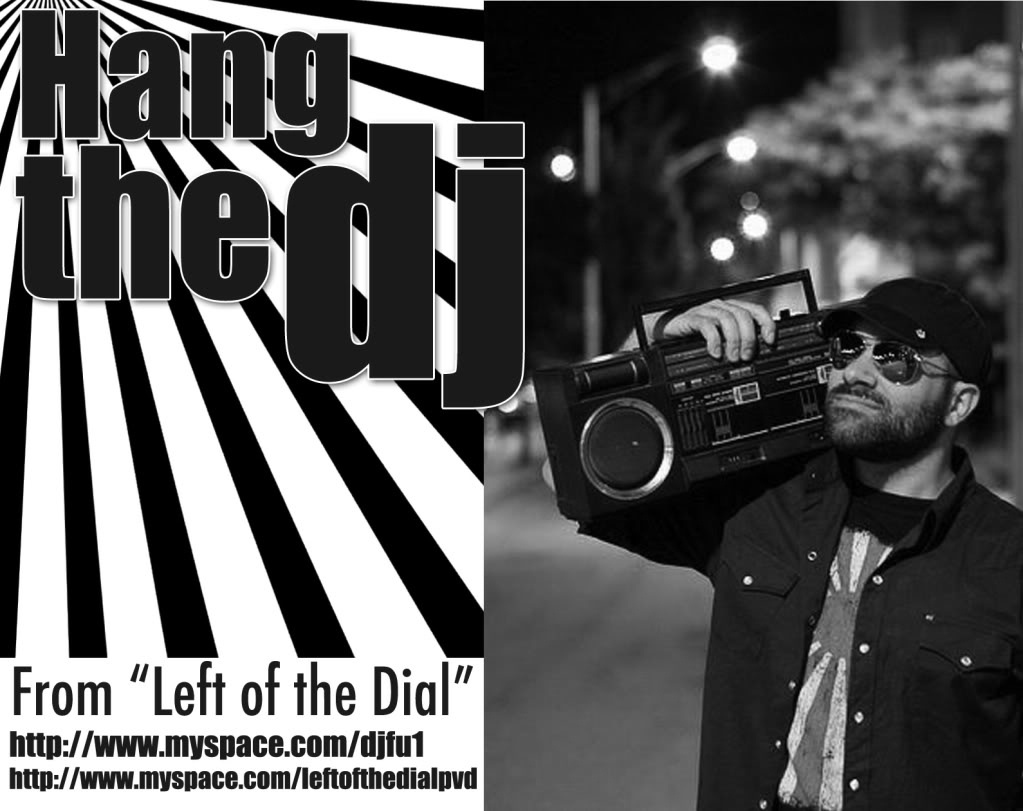 Hang
the dj
From “Left of the Dial”
http://www.myspace.com/djfu1
http://www.myspace.com/leftofthedialpvd